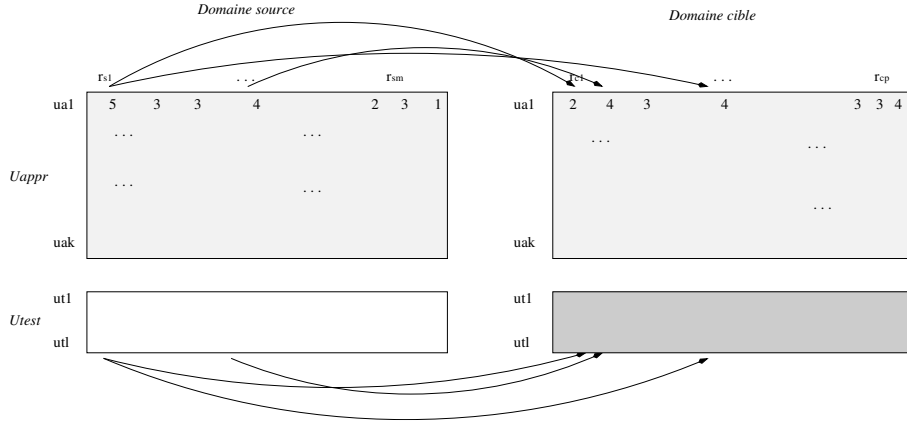 Domaine source Domaine cible
rs1 ... rsm rc1 ... rcp
ua1 5 3 3 4 2 3 1 ua1 2 4 3 4 3 3 4
... ... ... ...
Uappr
... ... ...
uak uak
ut1 ut1
Utest
utl utl